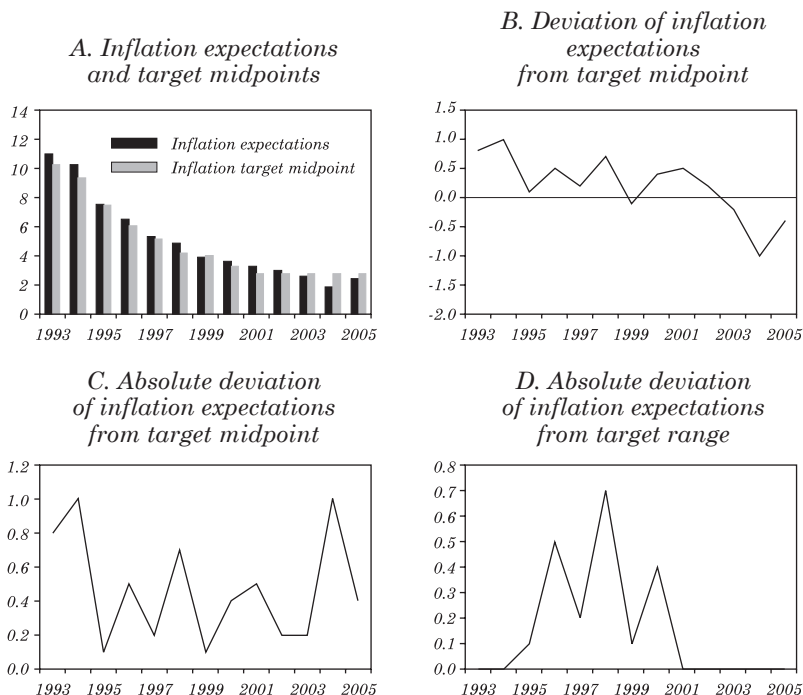 A. Inflation expectations
and target midpoints
14
12
10
8
6
4
2
0
Inflation expectations
Inflation target midpoint
1993 1995 1997 1999 2001 2003 2005
B. Deviation of inflation
expectations
from target midpoint
1.5
1.0
0.5
0.0
-0.5
-1.0
-1.5
-2.0
1993 1995 1997 1999 2001 2003 2005
C. Absolute deviation
of inflation expectations
from target midpoint
1.2
1.0
0.8
0.6
0.4
0.2
0.0
1993 1995 1997 1999 2001 2003 2005
D. Absolute deviation
of inflation expectations
from target range
0.8
0.7
0.6
0.5
0.4
0.3
0.2
0.1
0.0
1993 1995 1997 1999 2001 2003 2005